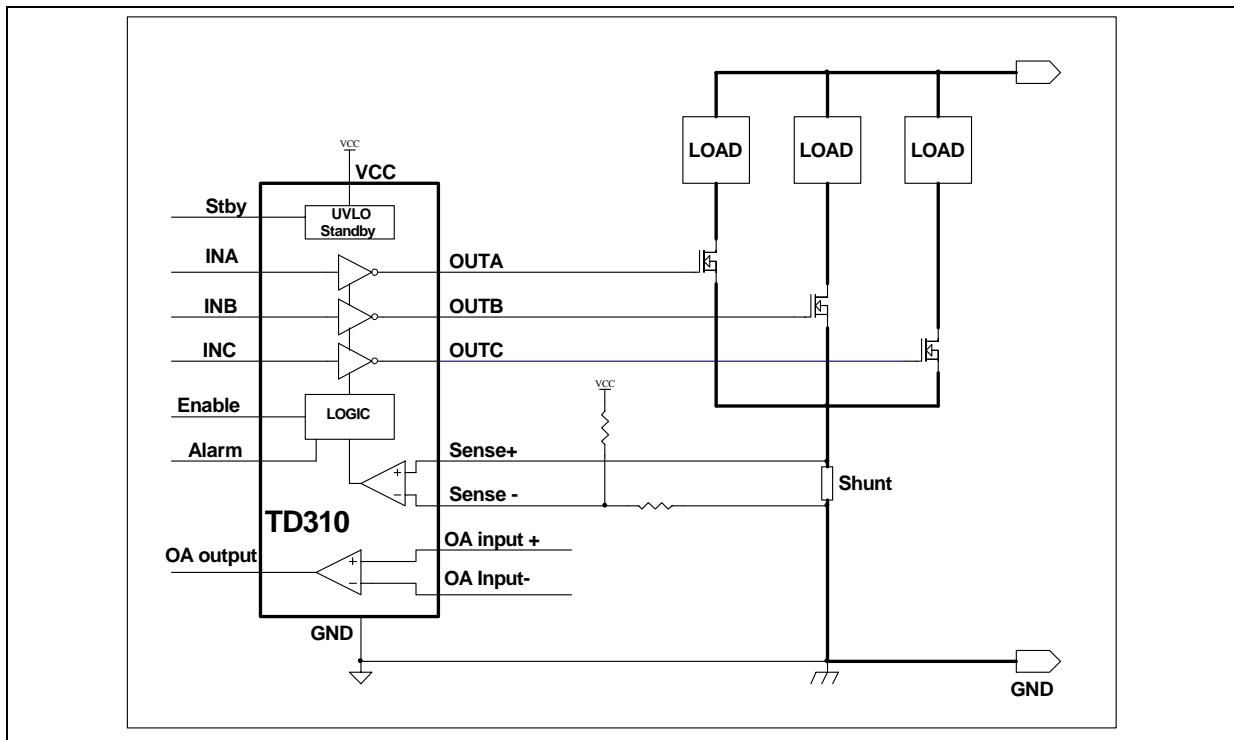 LOAD
LOAD
LOAD
VCC
VCC
Stby
UVLO
Standby
INA
OUTA
INB
OUTB
INC
OUTC
VCC
Enable
LOGIC
Alarm
Sense+
+
Sense -
−
Shunt
TD310
OA output
OA input +
+
OA Input-
−
GND
GND